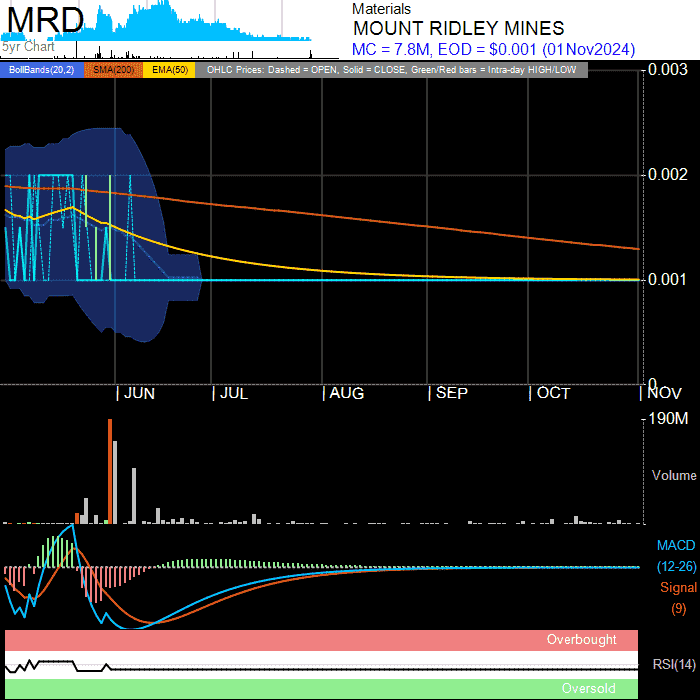 MRD
5yr Chart
Materials
MOUNT RIDLEY MINES
MC = 7.8M, EOD = $0.001 (01Nov2024)
BollBands(20,2) SMA(200) EMA(50) OHLC Prices: Dashed = OPEN, Solid = CLOSE, Green/Red bars = Intra-day HIGH/LOW
0.003
0.002
0.001
0
JUN JUL AUG SEP OCT NOV
190M
Volume
MACD
(12-26)
Signal
(9)
Overbought
RSI(14)
Oversold